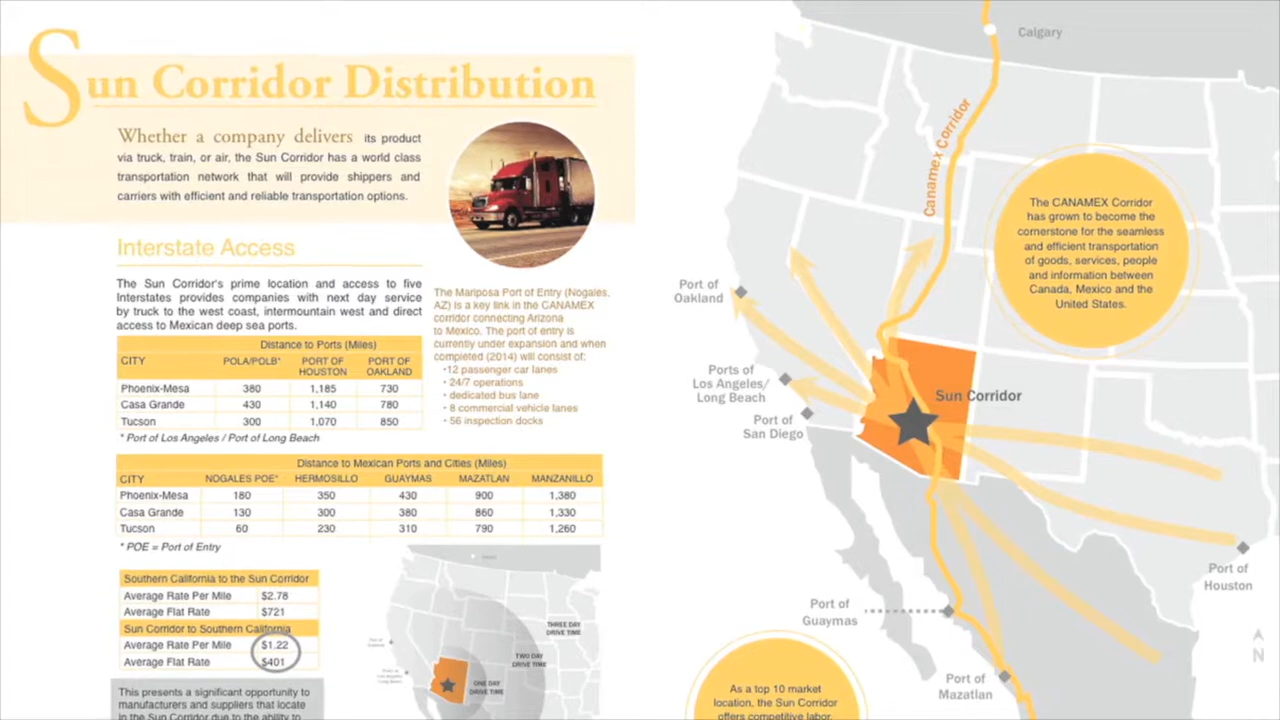 Sun Corridor Distribution
Whether a company delivers its product
via truck, train, or air, the Sun Corridor has a world class
transportation network that will provide shippers and
carriers with efficient and reliable transportation options.
Interstate Access
The Sun Corridor's prime location and access to five
Interstates provides companies with next day service
by truck to the west coast, intermountain west and direct
access to Mexican deep sea ports.
Distance to Ports (Miles)
CITY POLA/POLB* PORT OF HOUSTON PORT OF OAKLAND
Phoenix-Mesa 380 1,185 730
Casa Grande 430 1,140 780
Tucson 300 1,070 850
* Port of Los Angeles / Port of Long Beach
The Mariposa Port of Entry (Nogales,
AZ) is a key link in the CANAMEX
corridor connecting Arizona
to Mexico. The port of entry is
currently under expansion and when
completed (2014) will consist of:
•12 passenger car lanes
• 24/7 operations
• dedicated bus lane
• 8 commercial vehicle lanes
• 56 inspection docks
Distance to Mexican Ports and Cities (Miles)
CITY NOGALES POE* HERMOSILLO GUAYMAS MAZATLAN MANZANILLO
Phoenix-Mesa 180 350 430 900 1,380
Casa Grande 130 300 380 860 1,330
Tucson 60 230 310 790 1,260
* POE = Port of Entry
Southern California to the Sun Corridor
Average Rate Per Mile $2.78
Average Flat Rate $721
Sun Corridor to Southern California
Average Rate Per Mile $1.22
Average Flat Rate $401
This presents a significant opportunity to
manufacturers and suppliers that locate
in the Sun Corridor due to the ability to
THREE DAY
DRIVE TIME
TWO DAY
DRIVE TIME
ONE DAY
DRIVE TIME
Calgary
Canamex Corridor
The CANAMEX Corridor
has grown to become the
cornerstone for the seamless
and efficient transportation
of goods, services, people
and information between
Canada, Mexico and the
United States.
Port of
Oakland
Ports of
Los Angeles/
Long Beach
Port of
San Diego
Sun Corridor
Port of
Houston
Port of
Guaymas
N
Port of
Mazatlan
As a top 10 market
location, the Sun Corridor
offers competitive labor,